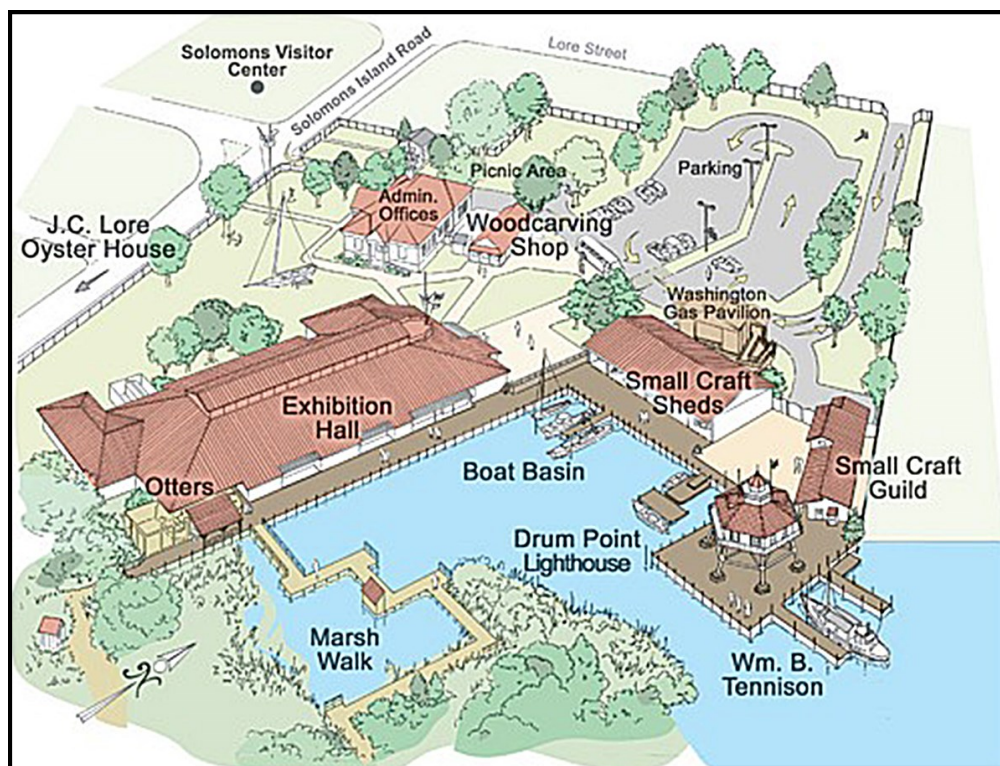 Solomons Visitor
Center
Solomons Island Road
Lore Street
J.C. Lore
Oyster House
Picnic Area
Parking
Admin.
Offices
Woodcarving
Shop
Washington
Gas Pavilion
Exhibition
Hall
Small Craft
Sheds
Otters
Boat Basin
Small Craft
Guild
Drum Point
Lighthouse
Marsh
Walk
Wm. B.
Tennison